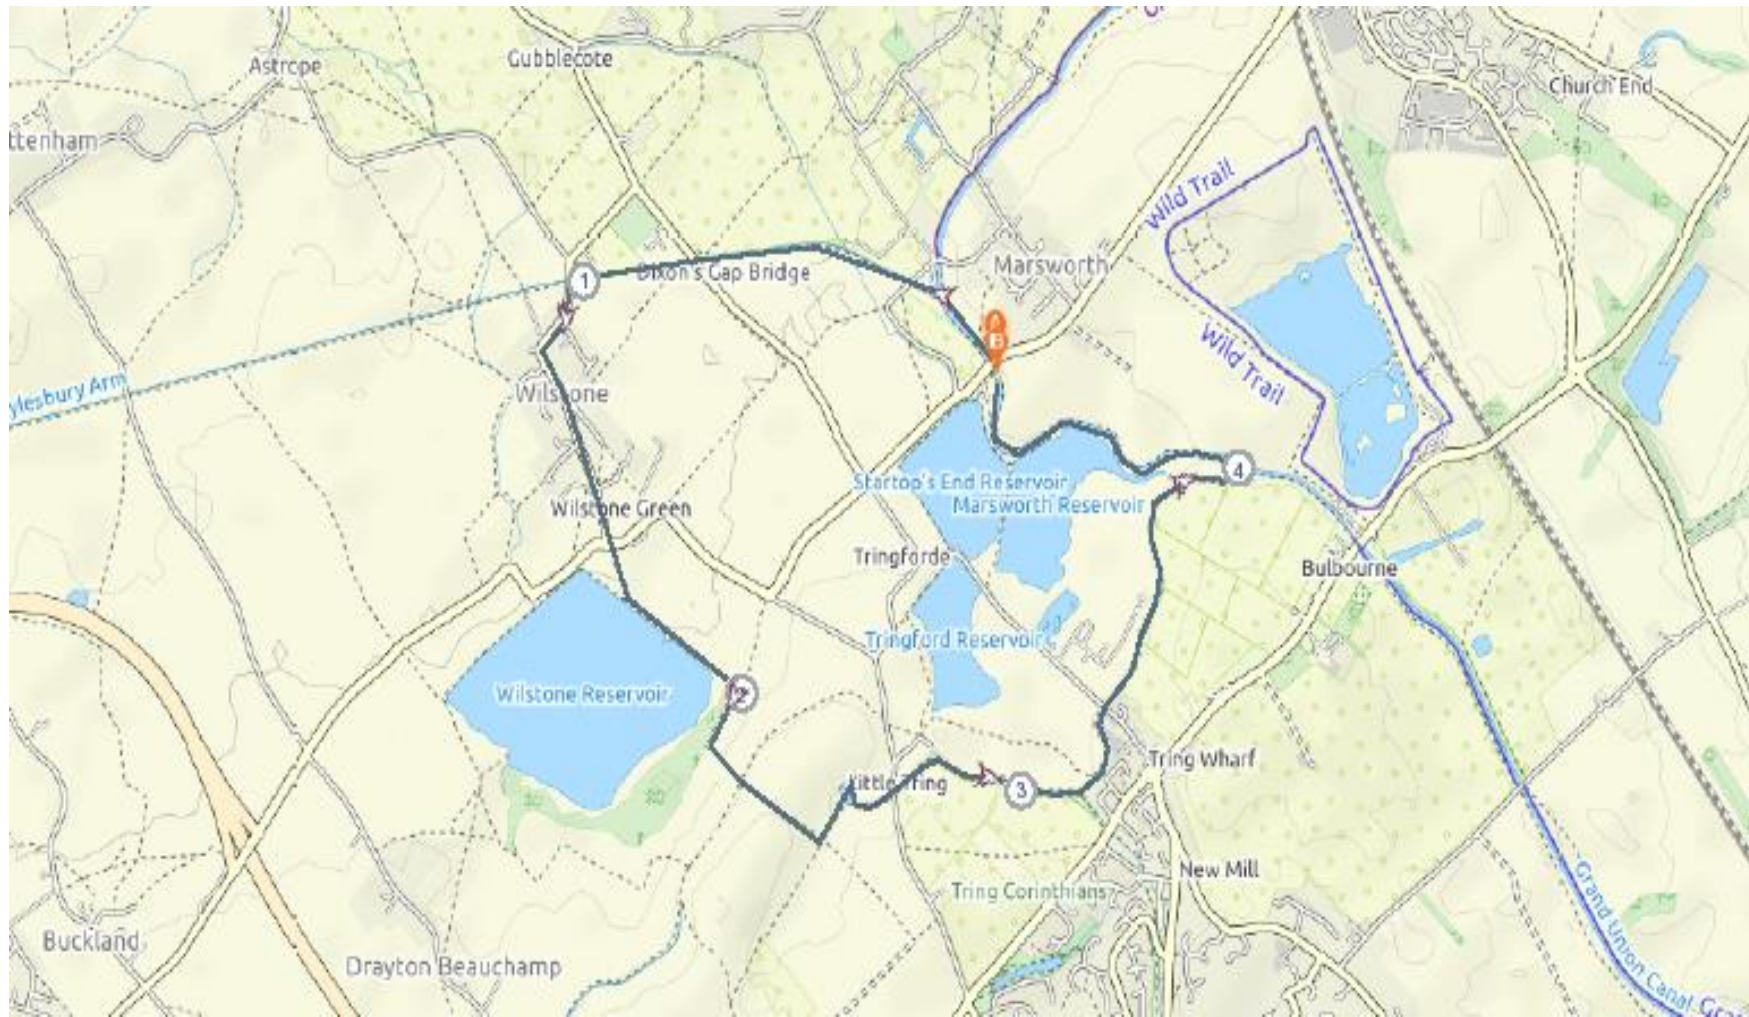 Gubblecote
Astrope
Church End
ttenham
Wild Trail
Marsworth
1
Dixon's Gap Bridge
A
B
Wild Trail
ylesbury Arm
Wilstone
4
Startop's End Reservoir
Marsworth Reservoir
Wilstone Green
Tringforde
Bulbourne
Tringford Reservoir
Wilstone Reservoir
2
Tring Wharf
Little Tring
3
New Mill
Tring Corinthians
Grand Union Canal
Buckland
Drayton Beauchamp